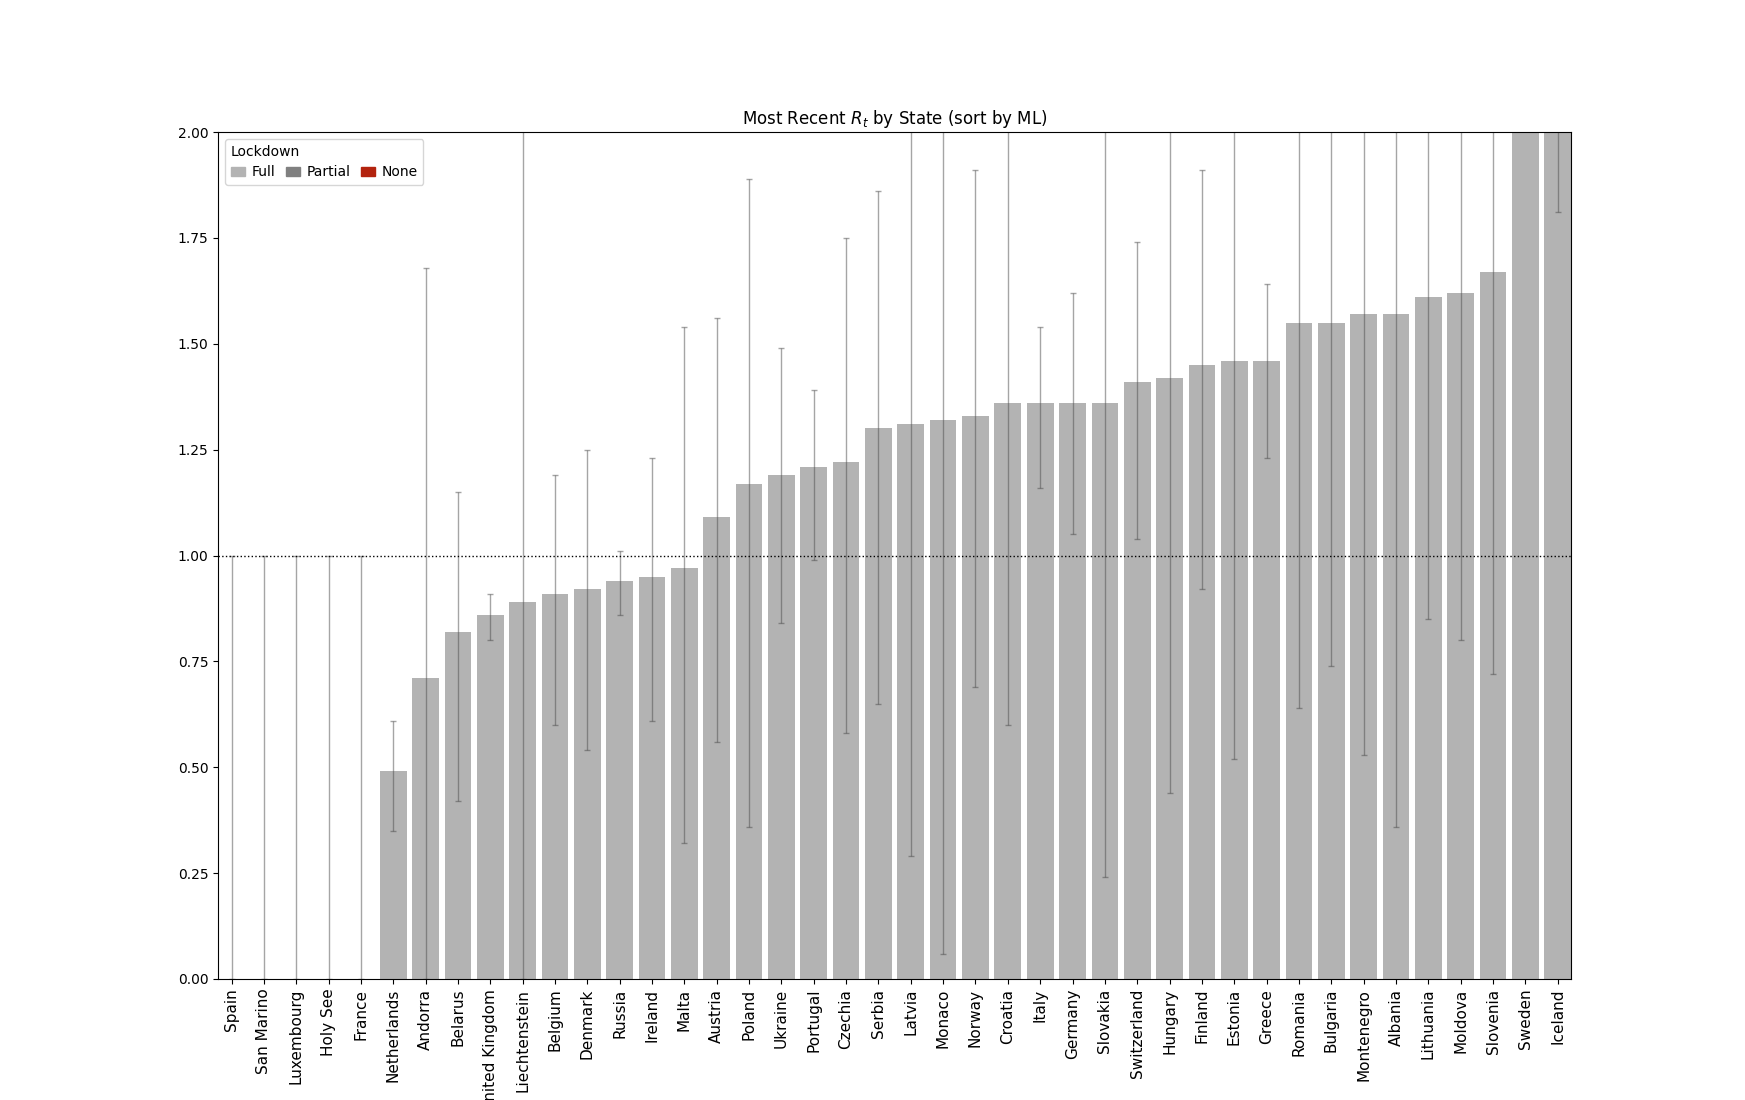 Most Recent R_t by State (sort by ML)
Lockdown
Full Partial None
2.00
1.75
1.50
1.25
1.00
0.75
0.50
0.25
0.00
Spain
San Marino
Luxembourg
Holy See
France
Netherlands
Andorra
Belarus
nited Kingdom
Liechtenstein
Belgium
Denmark
Russia
Ireland
Malta
Austria
Poland
Ukraine
Portugal
Czechia
Serbia
Latvia
Monaco
Norway
Croatia
Italy
Germany
Slovakia
Switzerland
Hungary
Finland
Estonia
Greece
Romania
Bulgaria
Montenegro
Albania
Lithuania
Moldova
Slovenia
Sweden
Iceland